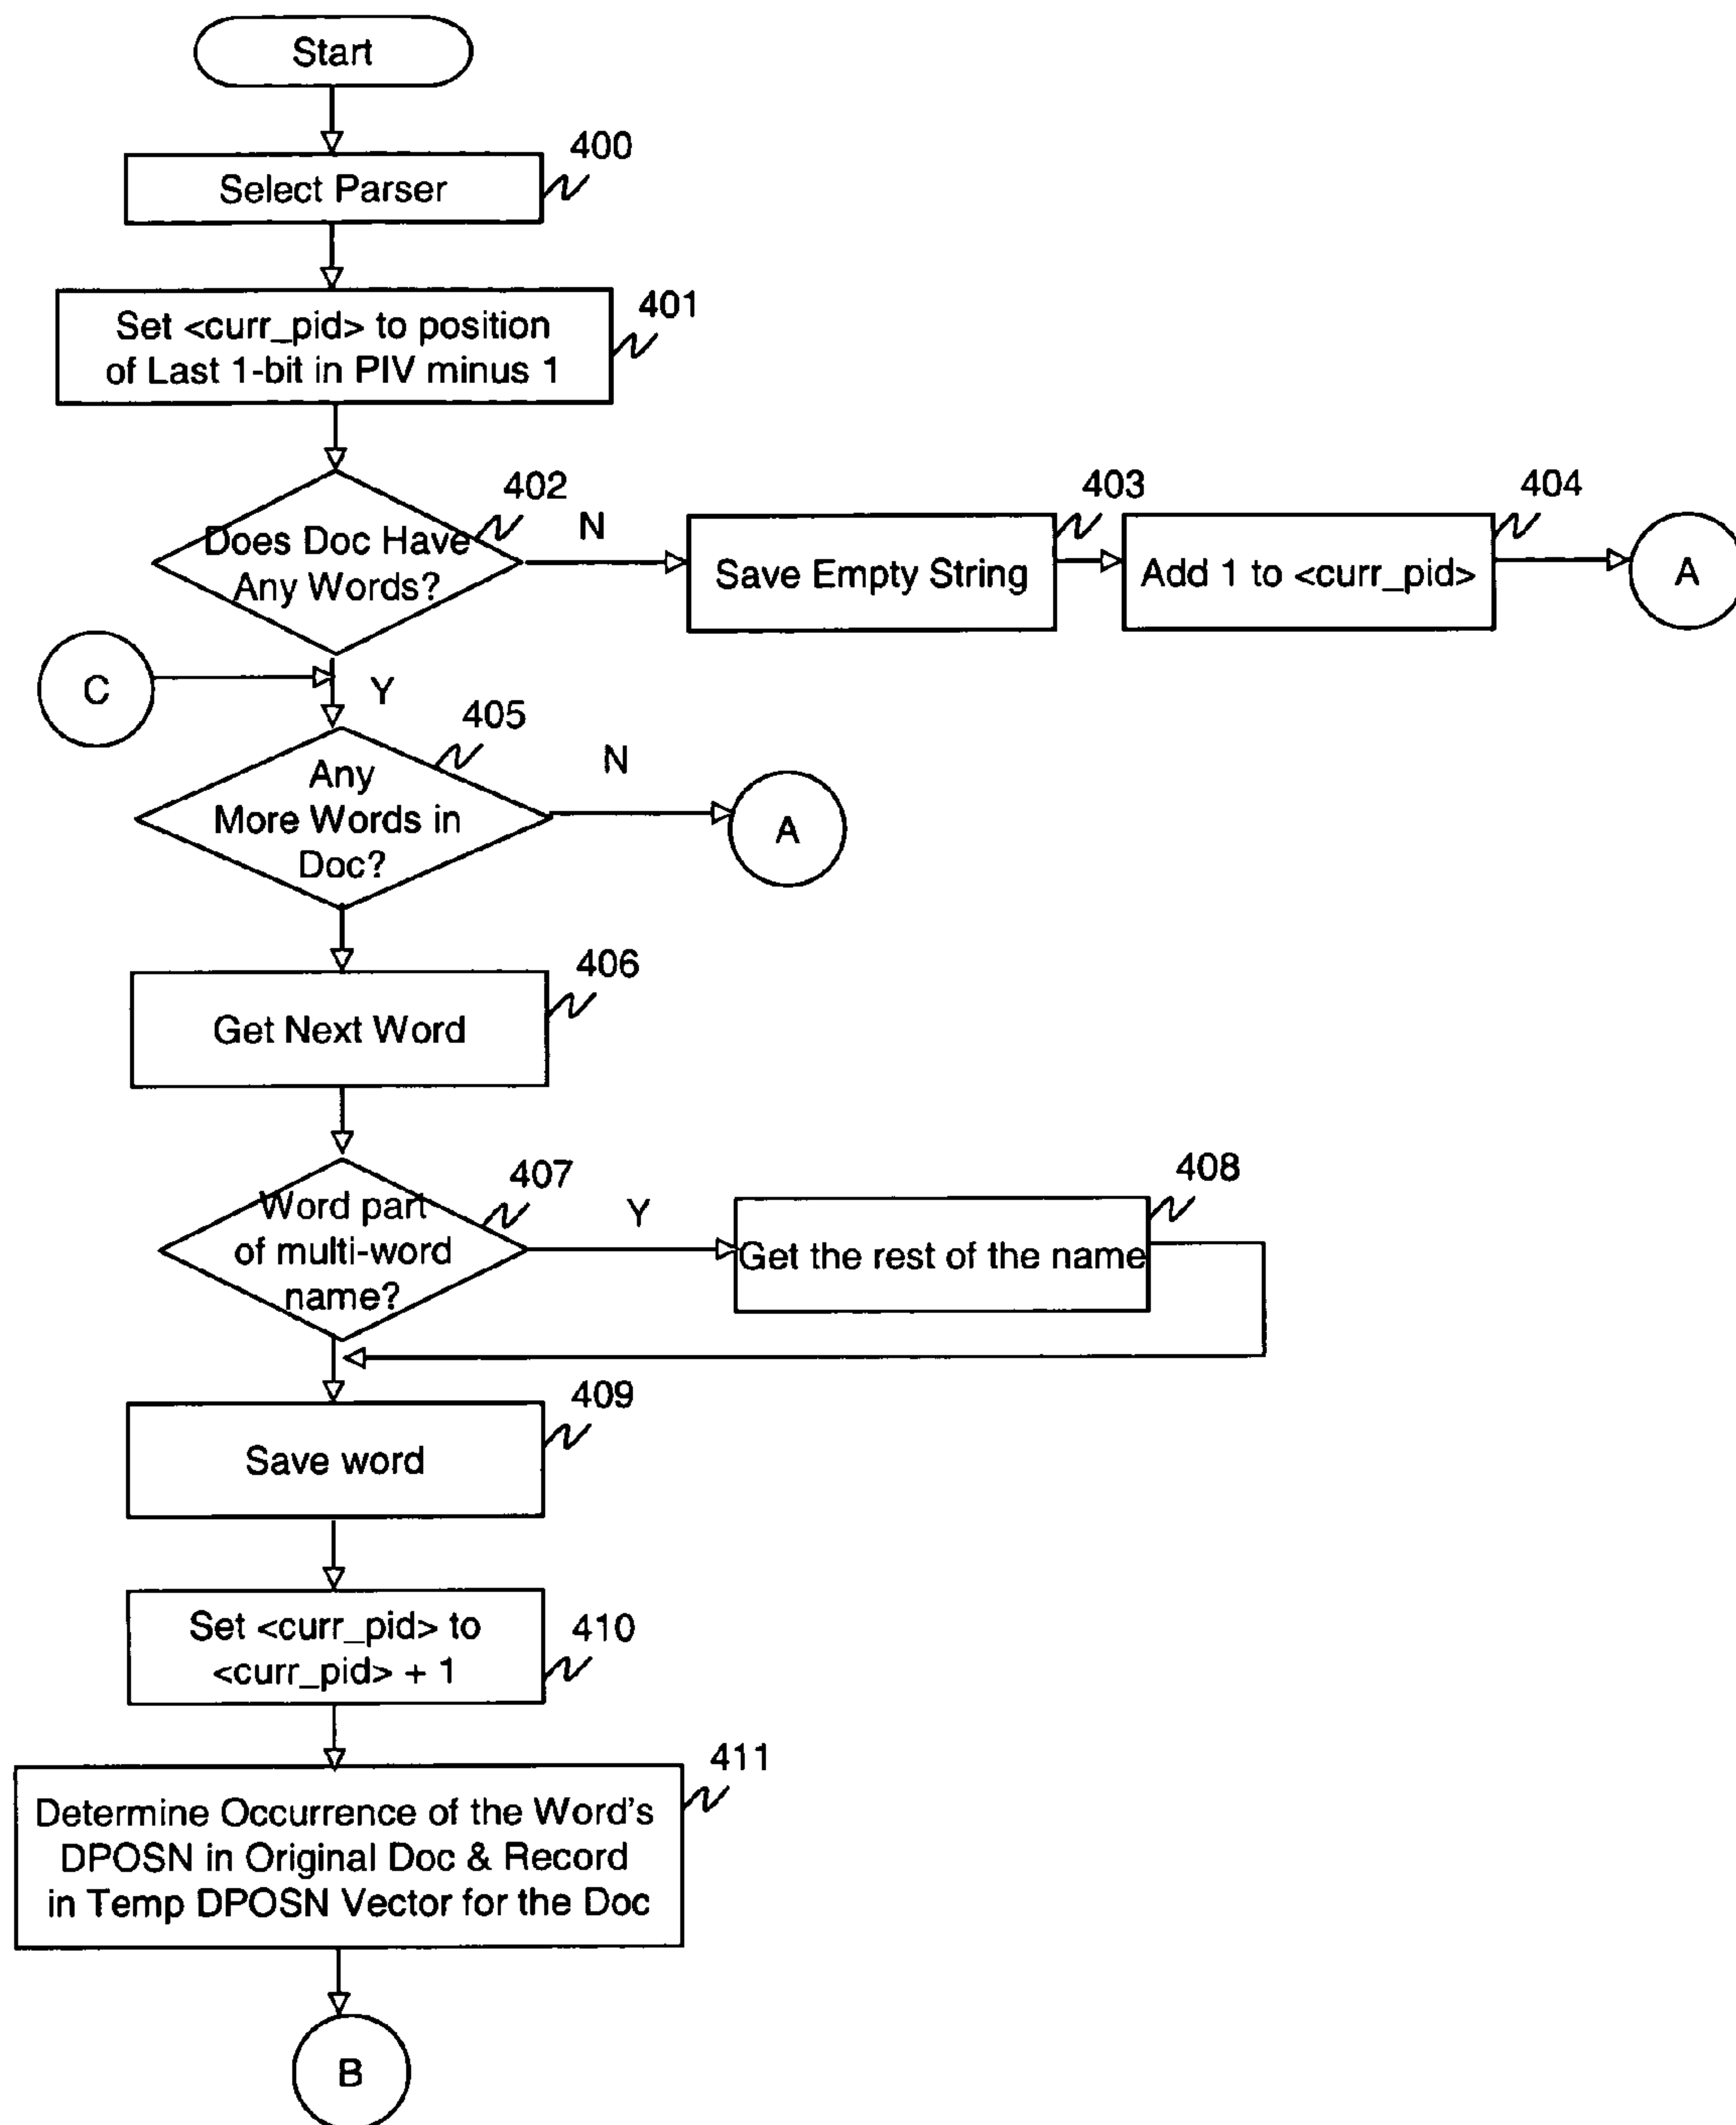 Start
400
Select Parser
401
Set <curr_pid> to position
of Last 1-bit in PIV minus 1
402
Does Doc Have
Any Words?
N
403
Save Empty String
404
Add 1 to <curr_pid>
A
C
Y
405
Any
More Words in
Doc?
N
A
406
Get Next Word
407
Word part
of multi-word
name?
Y
408
Get the rest of the name
409
Save word
410
Set <curr_pid> to
<curr_pid> + 1
411
Determine Occurrence of the Word's
DPOSN in Original Doc & Record
in Temp DPOSN Vector for the Doc
B